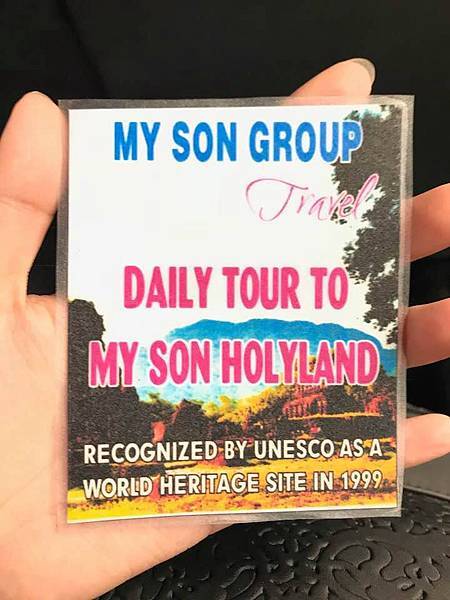 MY SON GROUP
Travel
DAILY TOUR TO
MY SON HOLYLAND
RECOGNIZED BY UNESCO AS A
WORLD HERITAGE SITE IN 1999